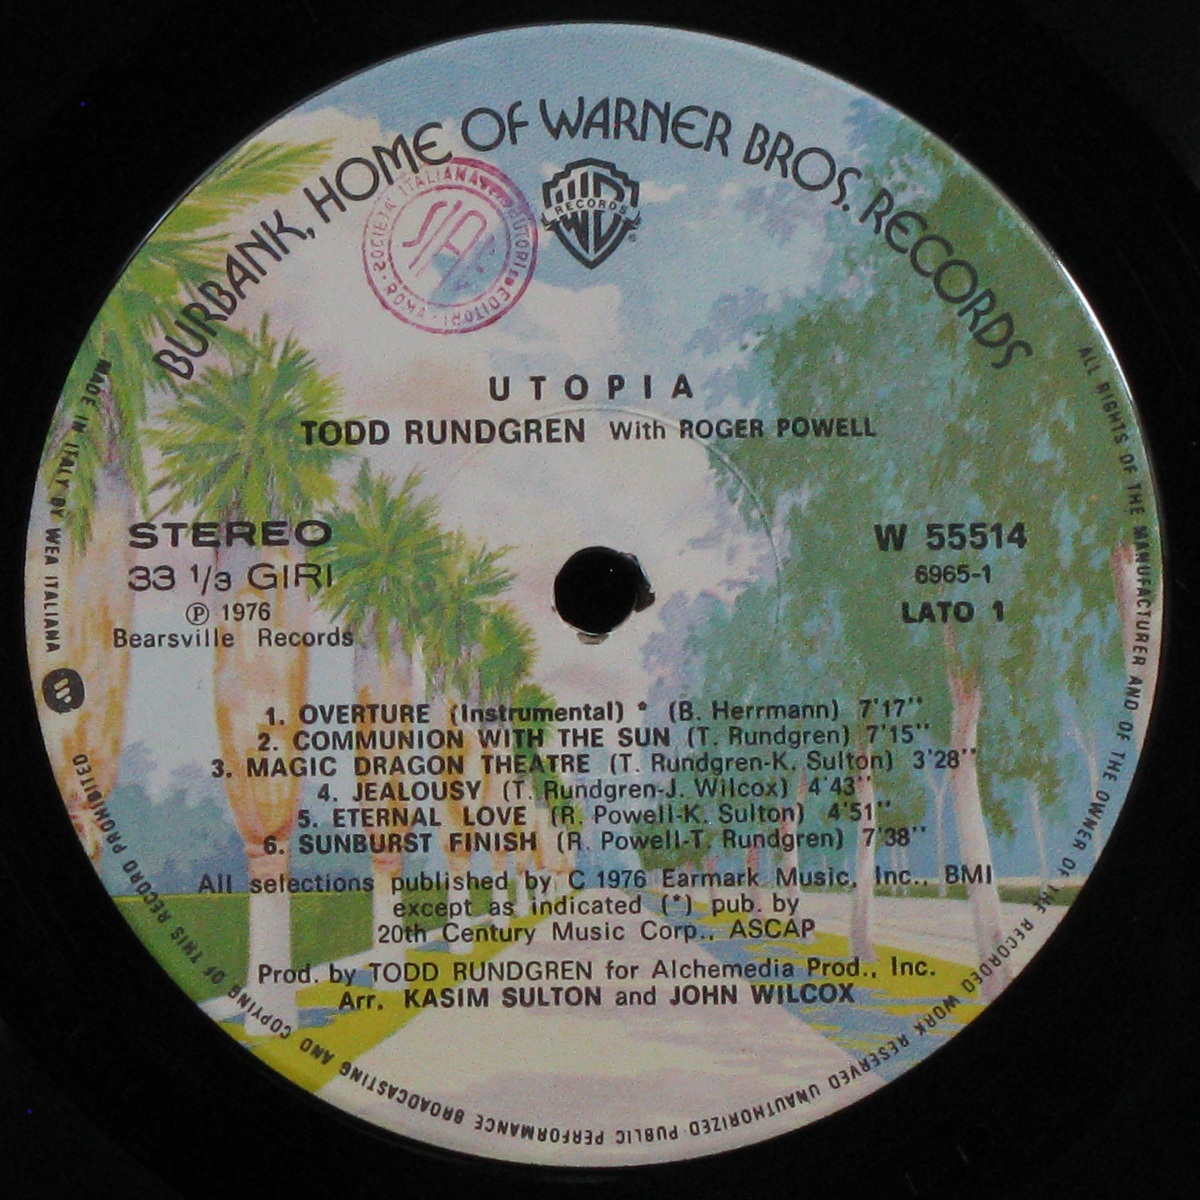 BURBANK, HOME OF WARNER BROS. RECORDS
W
RECORDS
®
SOCIETA' ITALIANA AUTORI ED EDITORI · ROMA ·
SIAE
UTOPIA
TODD RUNDGREN With ROGER POWELL
STEREO
33 1/3 GIRI
Ⓟ 1976
Bearsville Records
W 55514
6965-1
LATO 1
1. OVERTURE (Instrumental) * (B. Herrmann) 7'17''
2. COMMUNION WITH THE SUN (T. Rundgren) 7'15''
3. MAGIC DRAGON THEATRE (T. Rundgren-K. Sulton) 3'28''
4. JEALOUSY (T. Rundgren-J. Wilcox) 4'43''
5. ETERNAL LOVE (R. Powell-K. Sulton) 4'51''
6. SUNBURST FINISH (R. Powell-T. Rundgren) 7'38''
All selections published by C 1976 Earmark Music, Inc., BMI
except as indicated (*) pub. by
20th Century Music Corp., ASCAP
Prod. by TODD RUNDGREN for Alchemedia Prod., Inc.
Arr. KASIM SULTON and JOHN WILCOX
ALL RIGHTS OF THE MANUFACTURER AND OF THE OWNER OF THE RECORDED WORK RESERVED UNAUTHORIZED PUBLIC PERFORMANCE BROADCASTING AND COPYING OF THIS RECORD PROHIBITED
MADE IN ITALY BY WEA ITALIANA